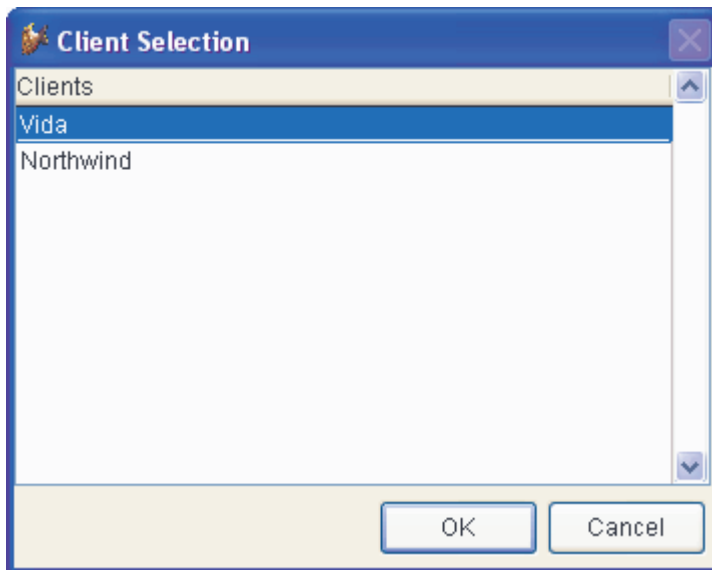 Client Selection
Clients
Vida
Northwind
OK Cancel